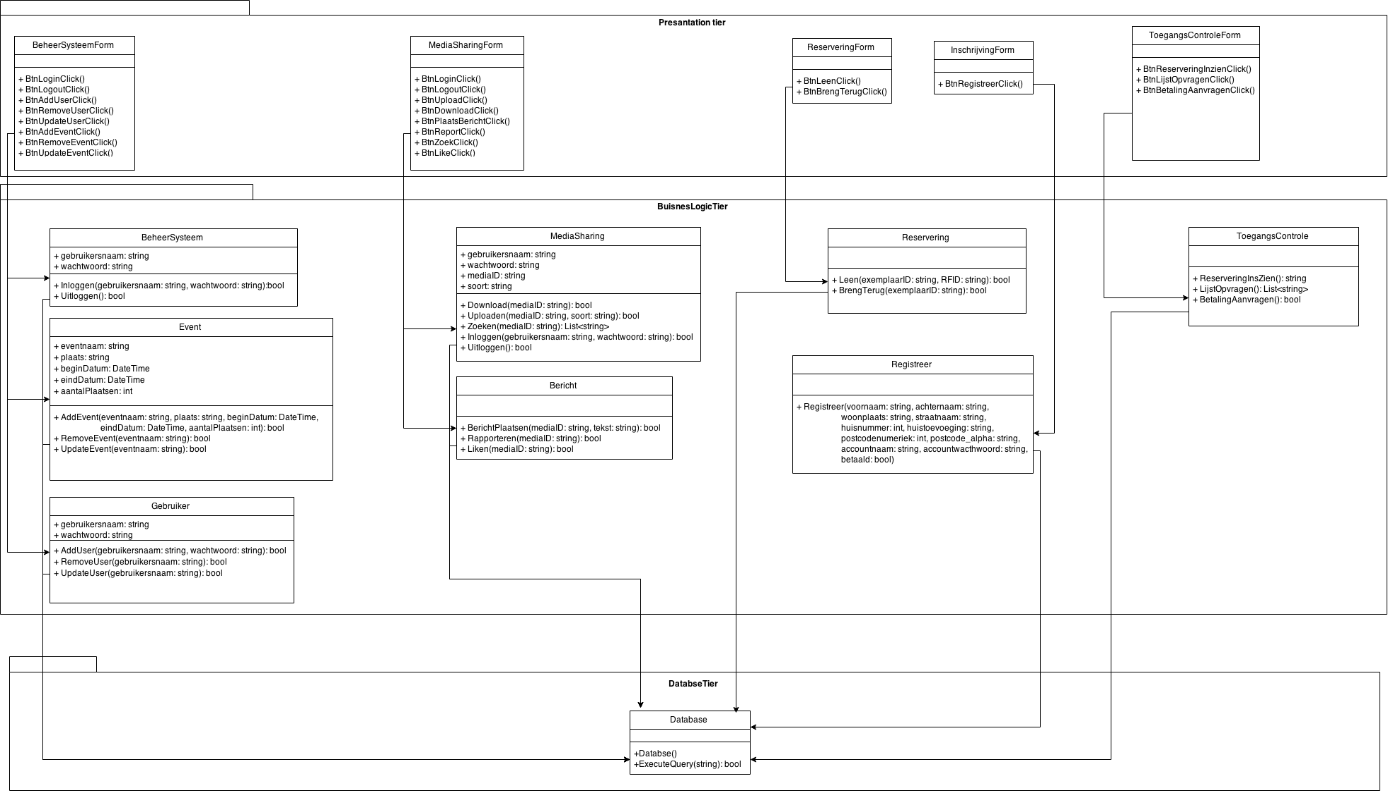 Presantation tier
BeheerSysteemForm
+ BtnLoginClick()
+ BtnLogoutClick()
+ BtnAddUserClick()
+ BtnRemoveUserClick()
+ BtnUpdateUserClick()
+ BtnAddEventClick()
+ BtnRemoveEventClick()
+ BtnUpdateEventClick()
MediaSharingForm
+ BtnLoginClick()
+ BtnLogoutClick()
+ BtnUploadClick()
+ BtnDownloadClick()
+ BtnPlaatsBerichtClick()
+ BtnReportClick()
+ BtnZoekClick()
+ BtnLikeClick()
ReserveringForm
+ BtnLeenClick()
+ BtnBrengTerugClick()
InschrijvingForm
+ BtnRegistreerClick()
ToegangsControleForm
+ BtnReserveringInzienClick()
+ BtnLijstOpvragenClick()
+ BtnBetalingAanvragenClick()
BuisnesLogicTier
BeheerSysteem
+ gebruikersnaam: string
+ wachtwoord: string
+ Inloggen(gebruikersnaam: string, wachtwoord: string):bool
+ Uitloggen(): bool
Event
+ eventnaam: string
+ plaats: string
+ beginDatum: DateTime
+ eindDatum: DateTime
+ aantalPlaatsen: int
+ AddEvent(eventnaam: string, plaats: string, beginDatum: DateTime,
eindDatum: DateTime, aantalPlaatsen: int): bool
+ RemoveEvent(eventnaam: string): bool
+ UpdateEvent(eventnaam: string): bool
Gebruiker
+ gebruikersnaam: string
+ wachtwoord: string
+ AddUser(gebruikersnaam: string, wachtwoord: string): bool
+ RemoveUser(gebruikersnaam: string): bool
+ UpdateUser(gebruikersnaam: string): bool
MediaSharing
+ gebruikersnaam: string
+ wachtwoord: string
+ mediaID: string
+ soort: string
+ Download(mediaID: string): bool
+ Uploaden(mediaID: string, soort: string): bool
+ Zoeken(mediaID: string): List<string>
+ Inloggen(gebruikersnaam: string, wachtwoord: string): bool
+ Uitloggen(): bool
Bericht
+ BerichtPlaatsen(mediaID: string, tekst: string): bool
+ Rapporteren(mediaID: string): bool
+ Liken(mediaID: string): bool
Reservering
+ Leen(exemplaarID: string, RFID: string): bool
+ BrengTerug(exemplaarID: string): bool
Registreer
+ Registreer(voornaam: string, achternaam: string,
woonplaats: string, straatnaam: string,
huisnummer: int, huistoevoeging: string,
postcodenumeriek: int, postcode_alpha: string,
accountnaam: string, accountwacthwoord: string,
betaald: bool)
ToegangsControle
+ ReserveringInsZien(): string
+ LijstOpvragen(): List<string>
+ BetalingAanvragen(): bool
DatabseTier
Database
+Databse()
+ExecuteQuery(string): bool